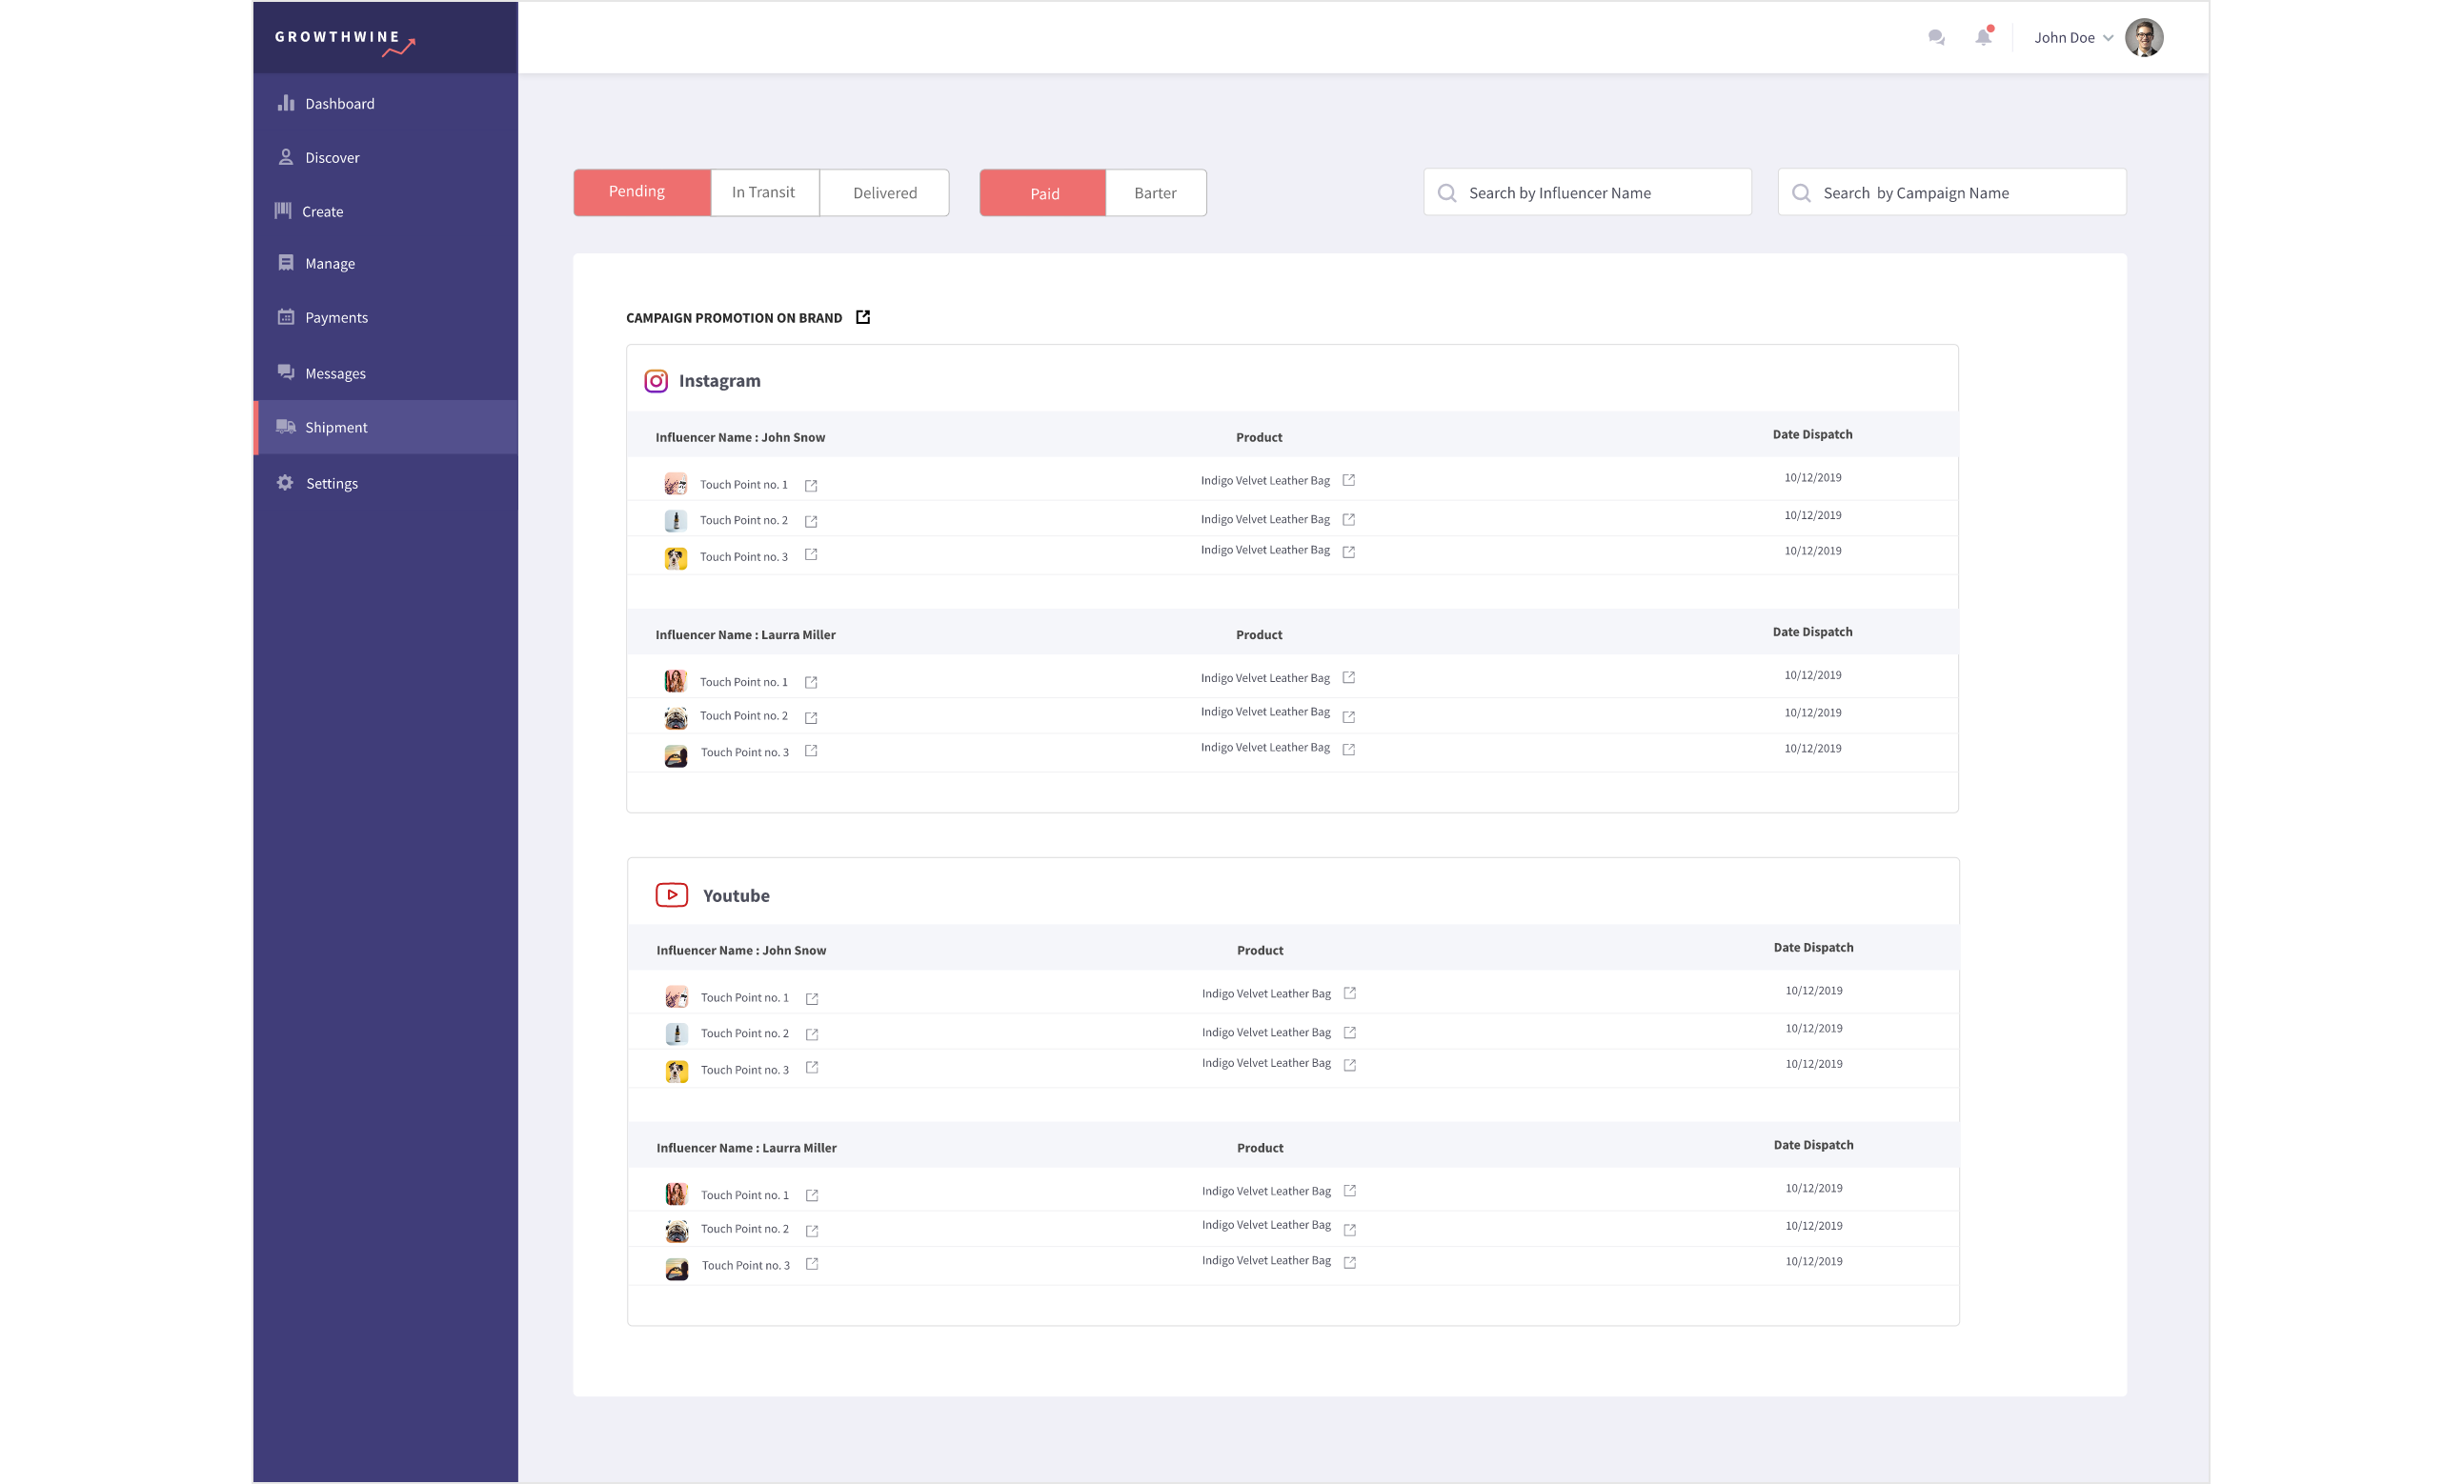 GROWTHWINE
John Doe
Dashboard
Discover
Create
Manage
Payments
Messages
Shipment
Settings
Pending In Transit Delivered Paid Barter Search by Influencer Name Search by Campaign Name
CAMPAIGN PROMOTION ON BRAND
Instagram
Influencer Name : John Snow Product Date Dispatch
Touch Point no. 1 Indigo Velvet Leather Bag 10/12/2019
Touch Point no. 2 Indigo Velvet Leather Bag 10/12/2019
Touch Point no. 3 Indigo Velvet Leather Bag 10/12/2019
Influencer Name : Laurra Miller Product Date Dispatch
Touch Point no. 1 Indigo Velvet Leather Bag 10/12/2019
Touch Point no. 2 Indigo Velvet Leather Bag 10/12/2019
Touch Point no. 3 Indigo Velvet Leather Bag 10/12/2019
Youtube
Influencer Name : John Snow Product Date Dispatch
Touch Point no. 1 Indigo Velvet Leather Bag 10/12/2019
Touch Point no. 2 Indigo Velvet Leather Bag 10/12/2019
Touch Point no. 3 Indigo Velvet Leather Bag 10/12/2019
Influencer Name : Laurra Miller Product Date Dispatch
Touch Point no. 1 Indigo Velvet Leather Bag 10/12/2019
Touch Point no. 2 Indigo Velvet Leather Bag 10/12/2019
Touch Point no. 3 Indigo Velvet Leather Bag 10/12/2019